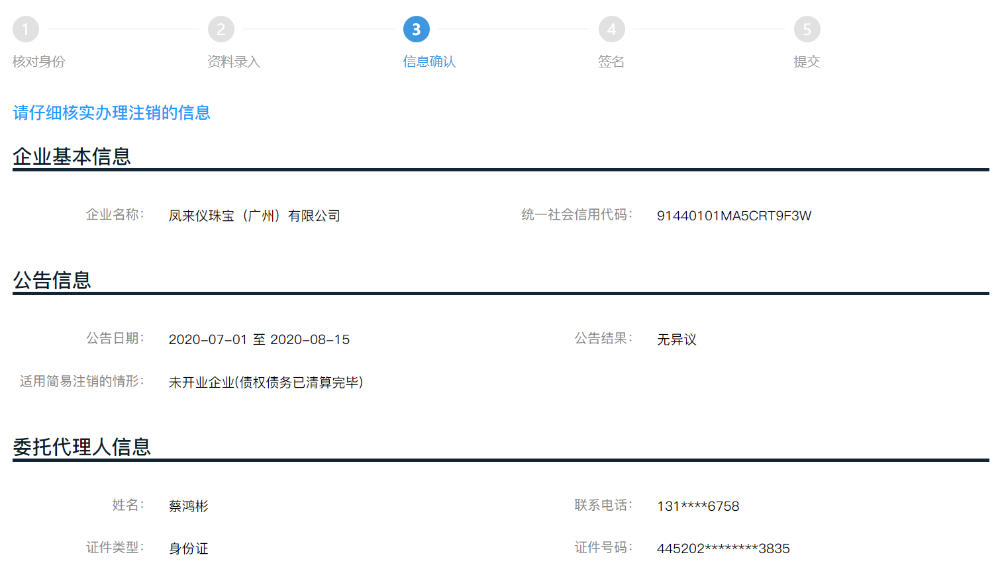 1 2 3 4 5
核对身份 资料录入 信息确认 签名 提交
请仔细核实办理注销的信息
企业基本信息
企业名称： 凤来仪珠宝（广州）有限公司 统一社会信用代码： 91440101MA5CRT9F3W
公告信息
公告日期： 2020-07-01 至 2020-08-15 公告结果： 无异议
适用简易注销的情形： 未开业企业(债权债务已清算完毕)
委托代理人信息
姓名： 蔡鸿彬 联系电话： 131****6758
证件类型： 身份证 证件号码： 445202********3835